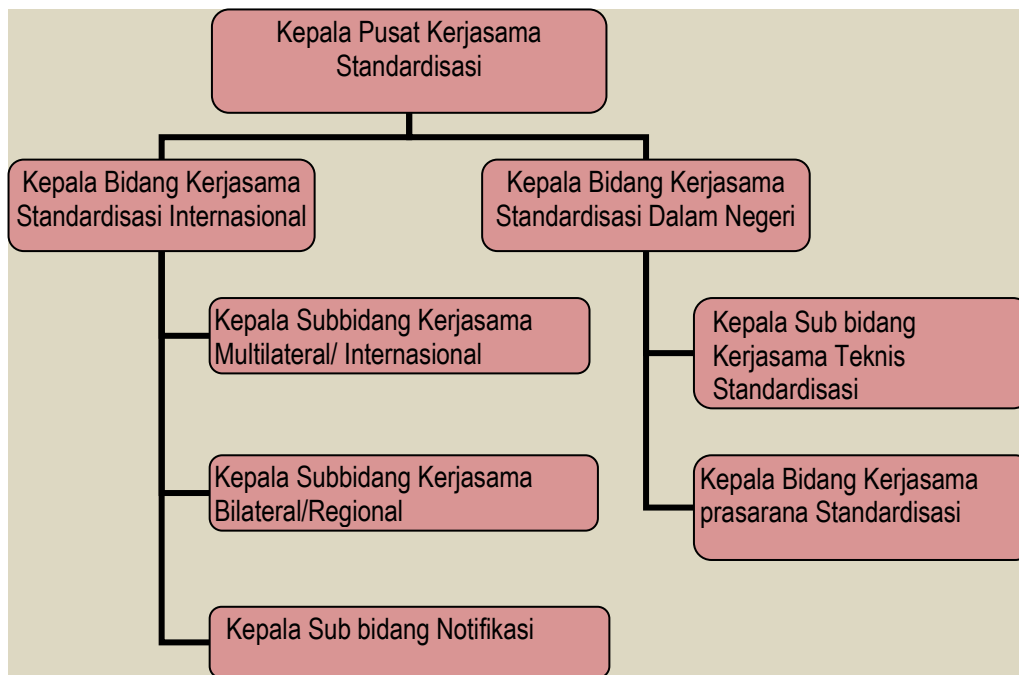 Kepala Pusat Kerjasama
Standardisasi
Kepala Bidang Kerjasama
Standardisasi Internasional
Kepala Bidang Kerjasama
Standardisasi Dalam Negeri
Kepala Subbidang Kerjasama
Multilateral/ Internasional
Kepala Sub bidang
Kerjasama Teknis
Standardisasi
Kepala Subbidang Kerjasama
Bilateral/Regional
Kepala Bidang Kerjasama
prasarana Standardisasi
Kepala Sub bidang Notifikasi